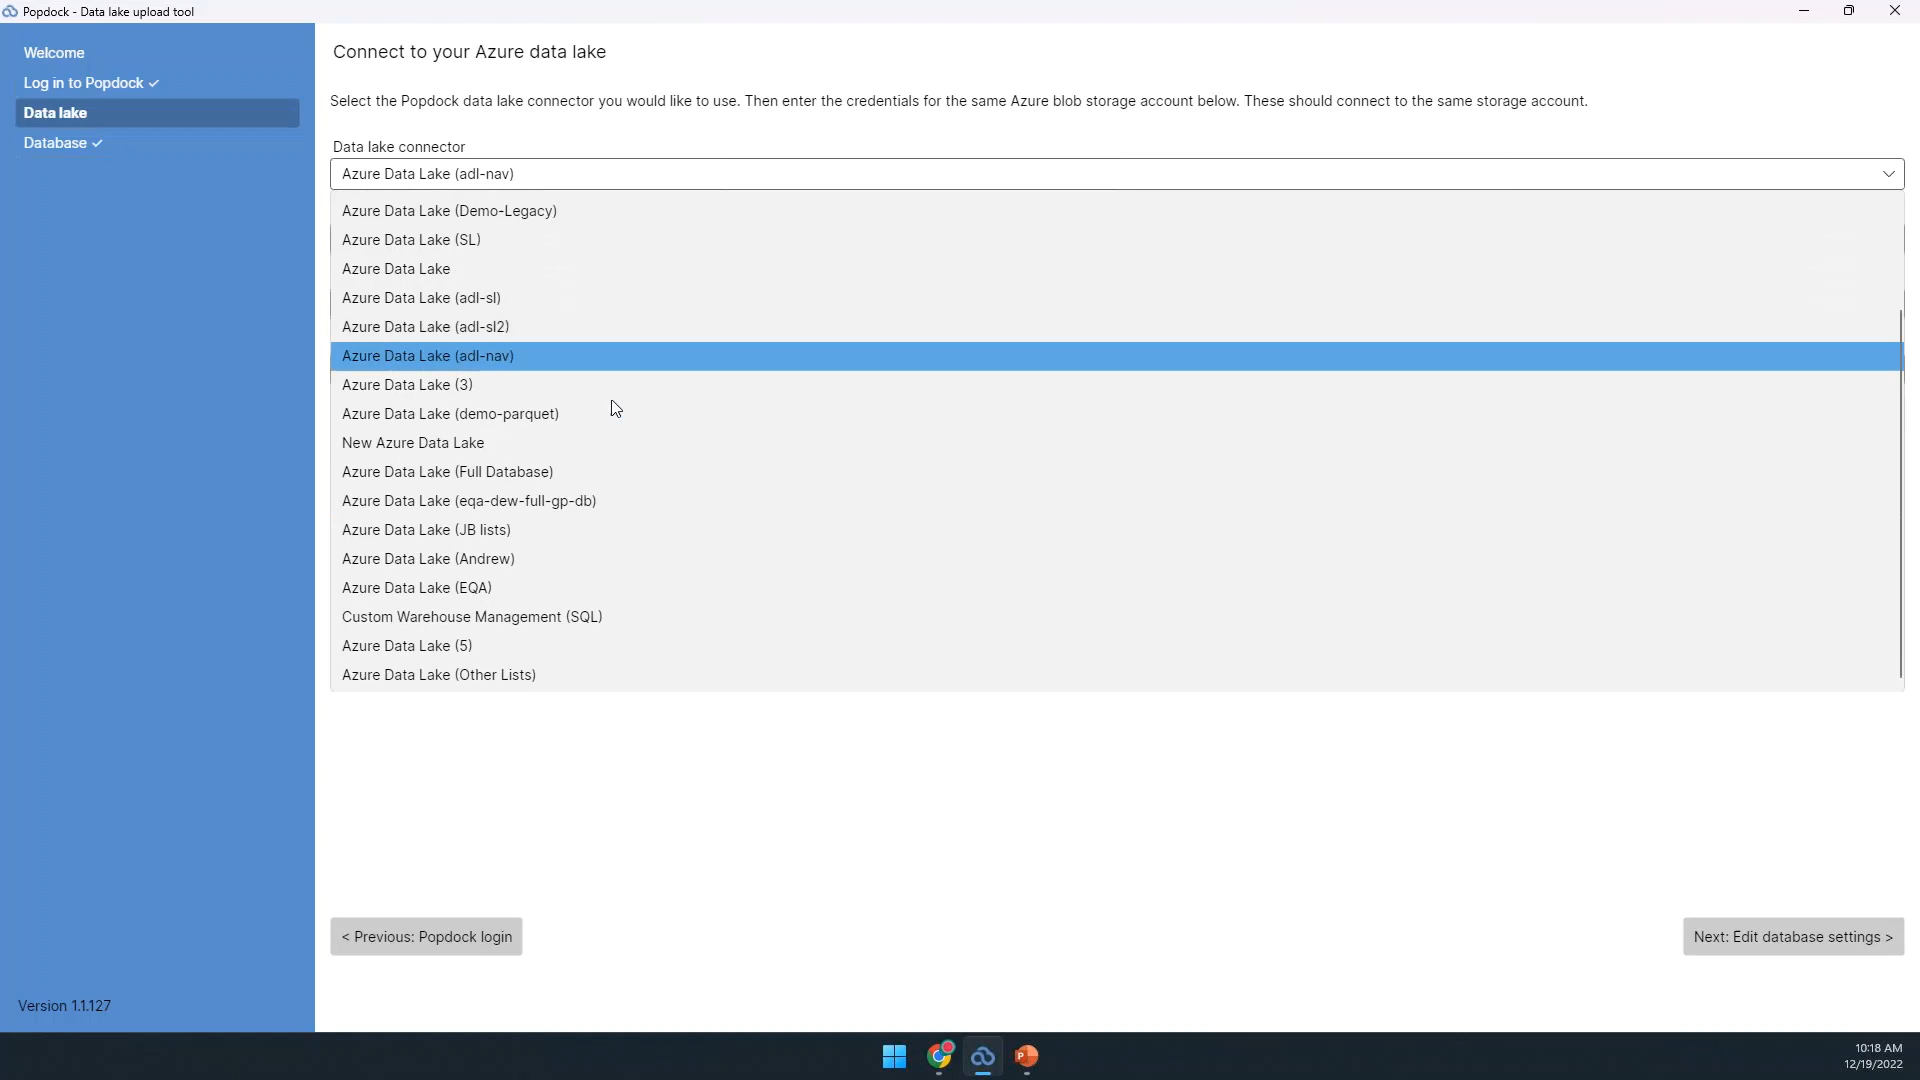 Popdock - Data lake upload tool
Welcome
Log in to Popdock ✓
Data lake
Database ✓
Version 1.1.127
Connect to your Azure data lake
Select the Popdock data lake connector you would like to use. Then enter the credentials for the same Azure blob storage account below. These should connect to the same storage account.
Data lake connector
Azure Data Lake (adl-nav)
Azure Data Lake (Demo-Legacy)
Azure Data Lake (SL)
Azure Data Lake
Azure Data Lake (adl-sl)
Azure Data Lake (adl-sl2)
Azure Data Lake (adl-nav)
Azure Data Lake (3)
Azure Data Lake (demo-parquet)
New Azure Data Lake
Azure Data Lake (Full Database)
Azure Data Lake (eqa-dew-full-gp-db)
Azure Data Lake (JB lists)
Azure Data Lake (Andrew)
Azure Data Lake (EQA)
Custom Warehouse Management (SQL)
Azure Data Lake (5)
Azure Data Lake (Other Lists)
< Previous: Popdock login
Next: Edit database settings >
10:18 AM
12/19/2022